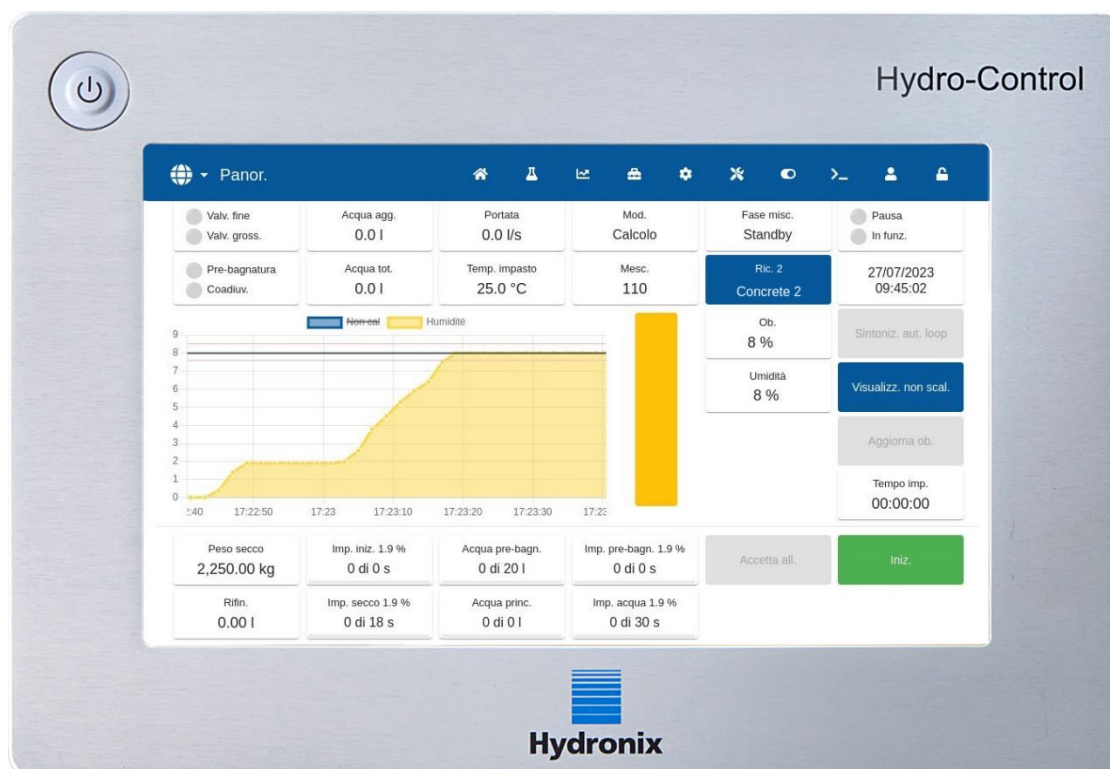 Hydro-Control
Panor.
Valv. fine
Valv. gross.
Acqua agg.
0.0 l
Portata
0.0 l/s
Mod.
Calcolo
Fase misc.
Standby
Pausa
In funz.
Pre-bagnatura
Coadiuv.
Acqua tot.
0.0 l
Temp. impasto
25.0 °C
Mesc.
110
Ric. 2
Concrete 2
27/07/2023
09:45:02
Non cal
Humidité
9
8
7
6
5
4
3
2
1
0
:40
17:22:50
17:23
17:23:10
17:23:20
17:23:30
17:23
Ob.
8 %
Sintoniz. aut. loop
Umidità
8 %
Visualizz. non scal.
Aggiorna ob.
Tempo imp.
00:00:00
Peso secco
2,250.00 kg
Imp. iniz. 1.9 %
0 di 0 s
Acqua pre-bagn.
0 di 20 l
Imp. pre-bagn. 1.9 %
0 di 0 s
Accetta all.
Iniz.
Rifin.
0.00 l
Imp. secco 1.9 %
0 di 18 s
Acqua princ.
0 di 0 l
Imp. acqua 1.9 %
0 di 30 s
Hydronix